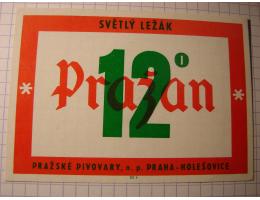 SVĚTLÝ LEŽÁK
12°
Pražan
PRAŽSKÉ PIVOVARY, n. p. PRAHA-HOLEŠOVICE